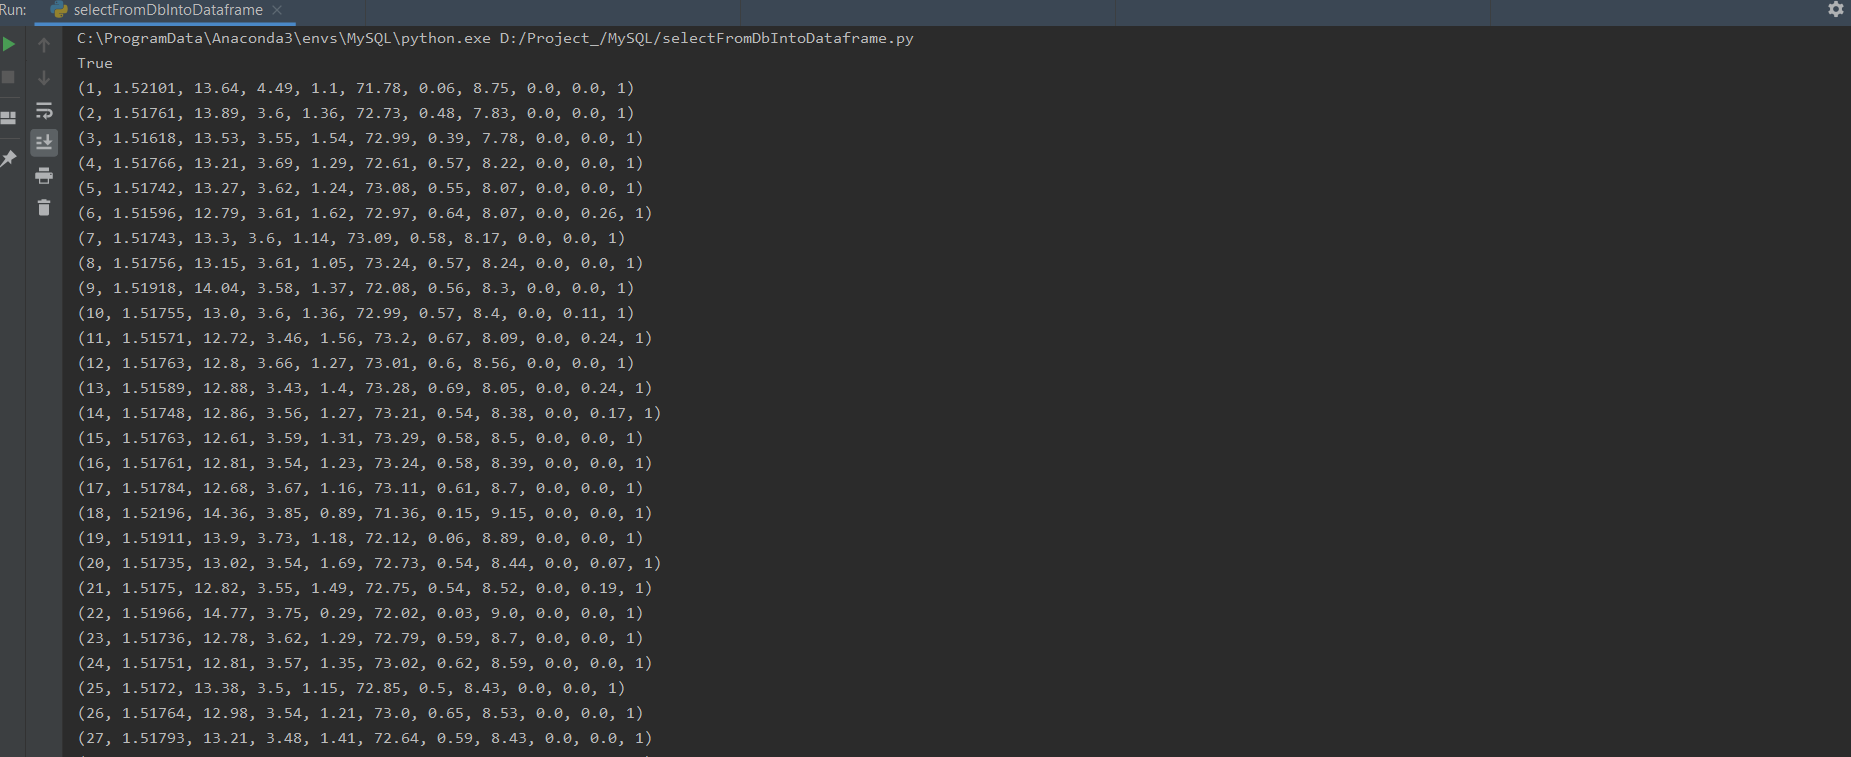 Run: selectFromDbIntoDataframe
C:\ProgramData\Anaconda3\envs\MySQL\python.exe D:/Project_/MySQL/selectFromDbIntoDataframe.py
True
(1, 1.52101, 13.64, 4.49, 1.1, 71.78, 0.06, 8.75, 0.0, 0.0, 1)
(2, 1.51761, 13.89, 3.6, 1.36, 72.73, 0.48, 7.83, 0.0, 0.0, 1)
(3, 1.51618, 13.53, 3.55, 1.54, 72.99, 0.39, 7.78, 0.0, 0.0, 1)
(4, 1.51766, 13.21, 3.69, 1.29, 72.61, 0.57, 8.22, 0.0, 0.0, 1)
(5, 1.51742, 13.27, 3.62, 1.24, 73.08, 0.55, 8.07, 0.0, 0.0, 1)
(6, 1.51596, 12.79, 3.61, 1.62, 72.97, 0.64, 8.07, 0.0, 0.26, 1)
(7, 1.51743, 13.3, 3.6, 1.14, 73.09, 0.58, 8.17, 0.0, 0.0, 1)
(8, 1.51756, 13.15, 3.61, 1.05, 73.24, 0.57, 8.24, 0.0, 0.0, 1)
(9, 1.51918, 14.04, 3.58, 1.37, 72.08, 0.56, 8.3, 0.0, 0.0, 1)
(10, 1.51755, 13.0, 3.6, 1.36, 72.99, 0.57, 8.4, 0.0, 0.11, 1)
(11, 1.51571, 12.72, 3.46, 1.56, 73.2, 0.67, 8.09, 0.0, 0.24, 1)
(12, 1.51763, 12.8, 3.66, 1.27, 73.01, 0.6, 8.56, 0.0, 0.0, 1)
(13, 1.51589, 12.88, 3.43, 1.4, 73.28, 0.69, 8.05, 0.0, 0.24, 1)
(14, 1.51748, 12.86, 3.56, 1.27, 73.21, 0.54, 8.38, 0.0, 0.17, 1)
(15, 1.51763, 12.61, 3.59, 1.31, 73.29, 0.58, 8.5, 0.0, 0.0, 1)
(16, 1.51761, 12.81, 3.54, 1.23, 73.24, 0.58, 8.39, 0.0, 0.0, 1)
(17, 1.51784, 12.68, 3.67, 1.16, 73.11, 0.61, 8.7, 0.0, 0.0, 1)
(18, 1.52196, 14.36, 3.85, 0.89, 71.36, 0.15, 9.15, 0.0, 0.0, 1)
(19, 1.51911, 13.9, 3.73, 1.18, 72.12, 0.06, 8.89, 0.0, 0.0, 1)
(20, 1.51735, 13.02, 3.54, 1.69, 72.73, 0.54, 8.44, 0.0, 0.07, 1)
(21, 1.5175, 12.82, 3.55, 1.49, 72.75, 0.54, 8.52, 0.0, 0.19, 1)
(22, 1.51966, 14.77, 3.75, 0.29, 72.02, 0.03, 9.0, 0.0, 0.0, 1)
(23, 1.51736, 12.78, 3.62, 1.29, 72.79, 0.59, 8.7, 0.0, 0.0, 1)
(24, 1.51751, 12.81, 3.57, 1.35, 73.02, 0.62, 8.59, 0.0, 0.0, 1)
(25, 1.5172, 13.38, 3.5, 1.15, 72.85, 0.5, 8.43, 0.0, 0.0, 1)
(26, 1.51764, 12.98, 3.54, 1.21, 73.0, 0.65, 8.53, 0.0, 0.0, 1)
(27, 1.51793, 13.21, 3.48, 1.41, 72.64, 0.59, 8.43, 0.0, 0.0, 1)